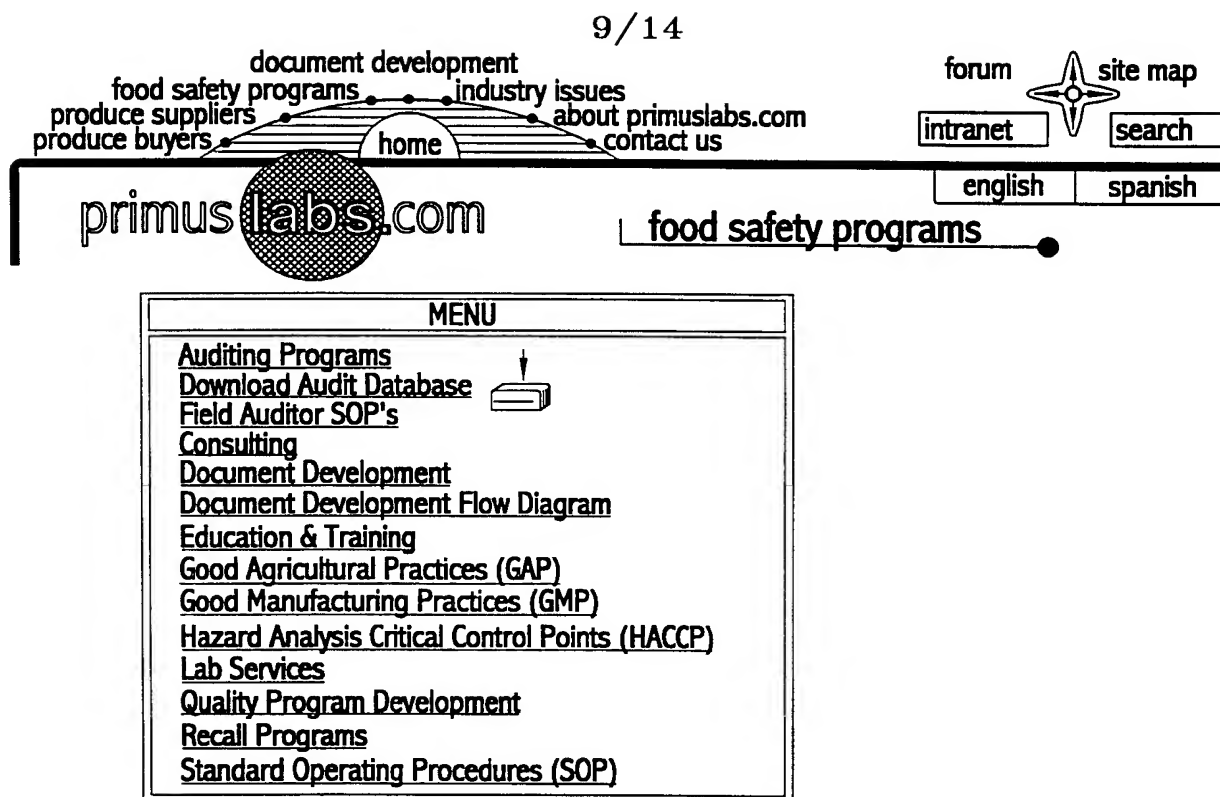 9/14
document development
food safety programs industry issues
produce suppliers about primuslabs.com
produce buyers home contact us
forum site map
intranet search
english spanish
primuslabs.com
food safety programs
MENU
Auditing Programs
Download Audit Database
Field Auditor SOP's
Consulting
Document Development
Document Development Flow Diagram
Education & Training
Good Agricultural Practices (GAP)
Good Manufacturing Practices (GMP)
Hazard Analysis Critical Control Points (HACCP)
Lab Services
Quality Program Development
Recall Programs
Standard Operating Procedures (SOP)